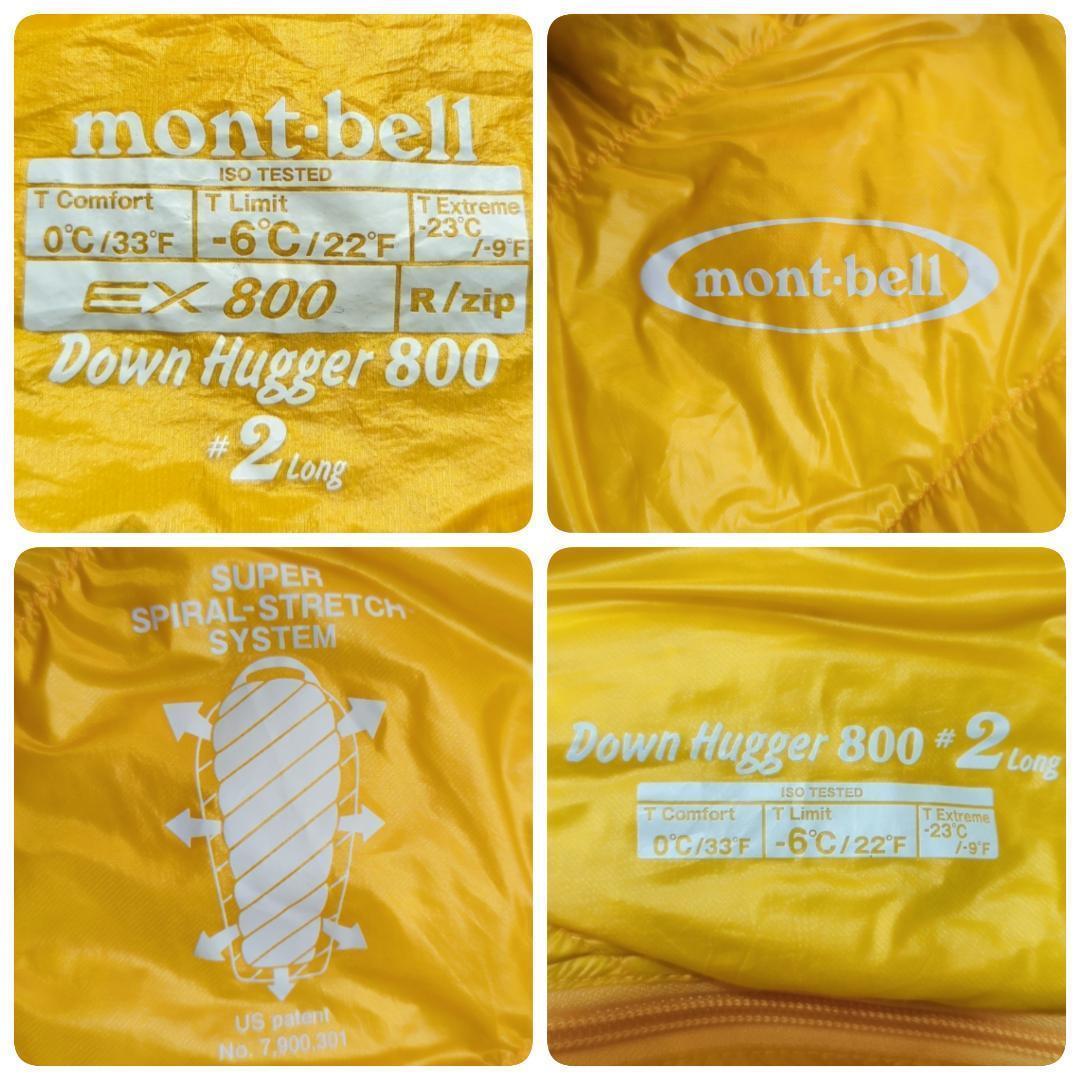 mont·bell
ISO TESTED
T Comfort T Limit T Extreme
0°C/33°F -6°C/22°F -23°C/-9°F
EX 800 R/zip
Down Hugger 800
#2 Long
mont·bell
SUPER
SPIRAL-STRETCH
SYSTEM
US patent
No. 7,900,301
Down Hugger 800 #2 Long
ISO TESTED
T Comfort T Limit T Extreme
0°C/33°F -6°C/22°F -23°C/-9°F